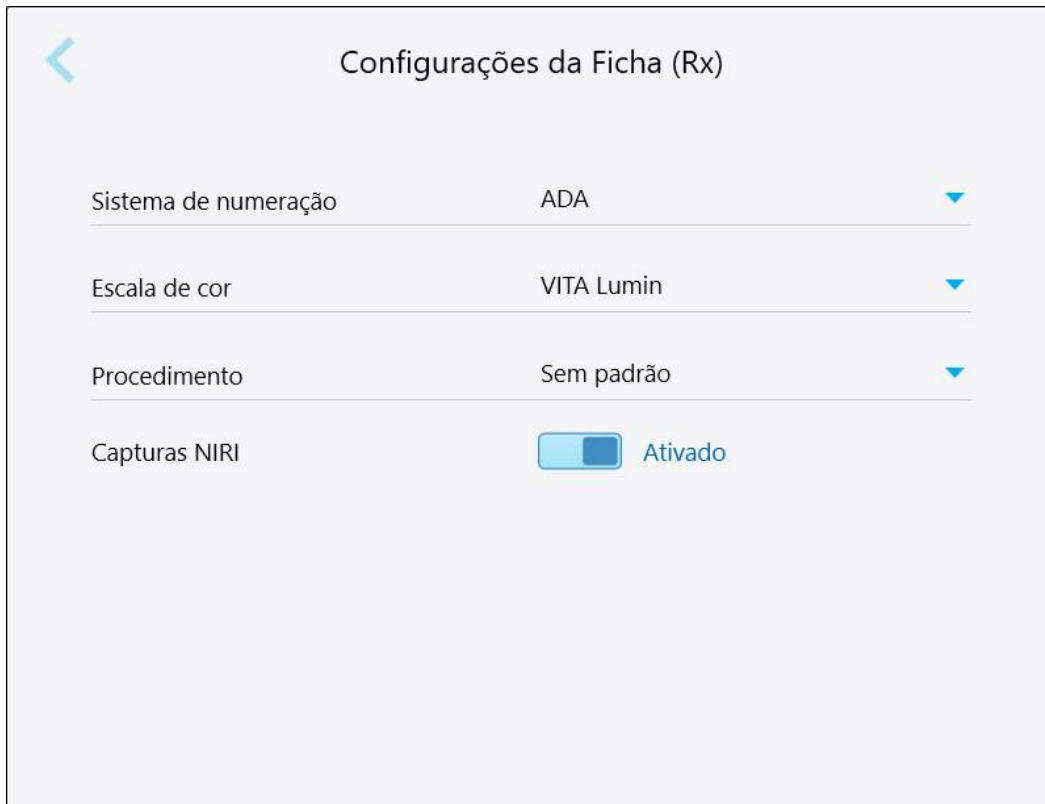 Configurações da Ficha (Rx)
Sistema de numeração ADA
Escala de cor VITA Lumin
Procedimento Sem padrão
Capturas NIRI Ativado